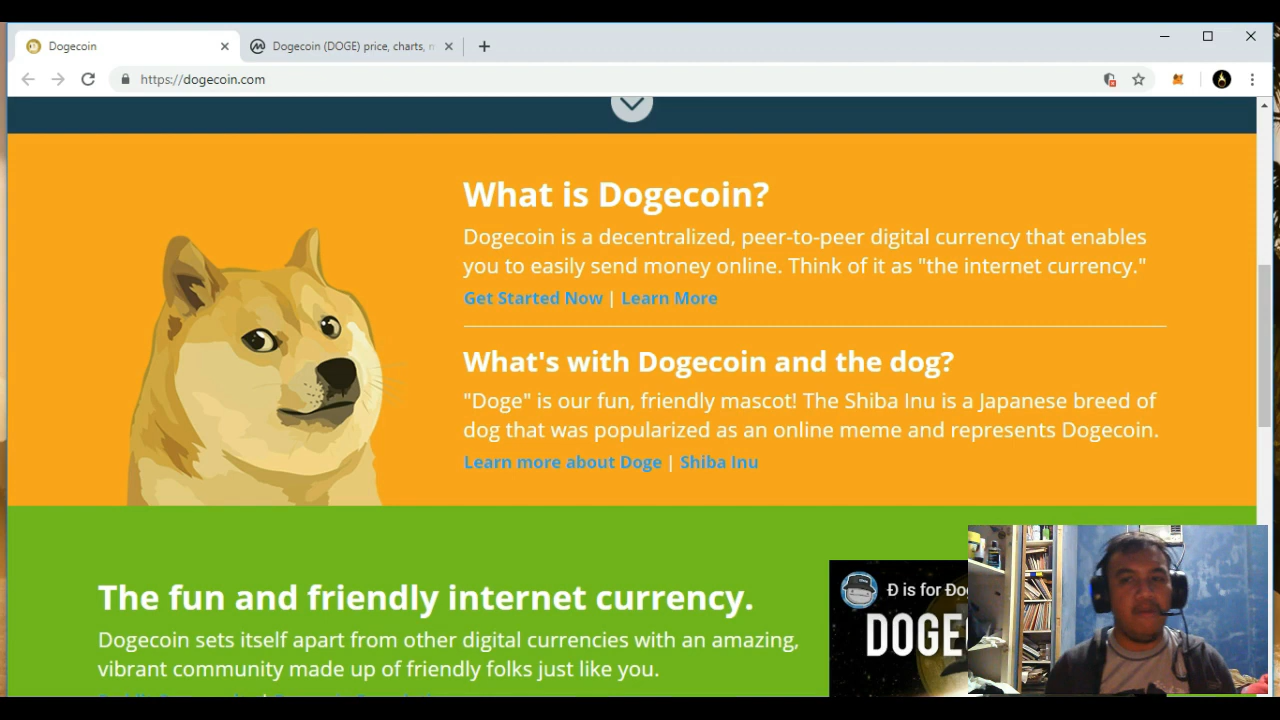 Dogecoin
Dogecoin (DOGE) price, charts,
https://dogecoin.com
What is Dogecoin?
Dogecoin is a decentralized, peer-to-peer digital currency that enables
you to easily send money online. Think of it as "the internet currency."
Get Started Now | Learn More
What's with Dogecoin and the dog?
"Doge" is our fun, friendly mascot! The Shiba Inu is a Japanese breed of
dog that was popularized as an online meme and represents Dogecoin.
Learn more about Doge | Shiba Inu
The fun and friendly internet currency.
Dogecoin sets itself apart from other digital currencies with an amazing,
vibrant community made up of friendly folks just like you.
Ð is for Ðo
DOGE